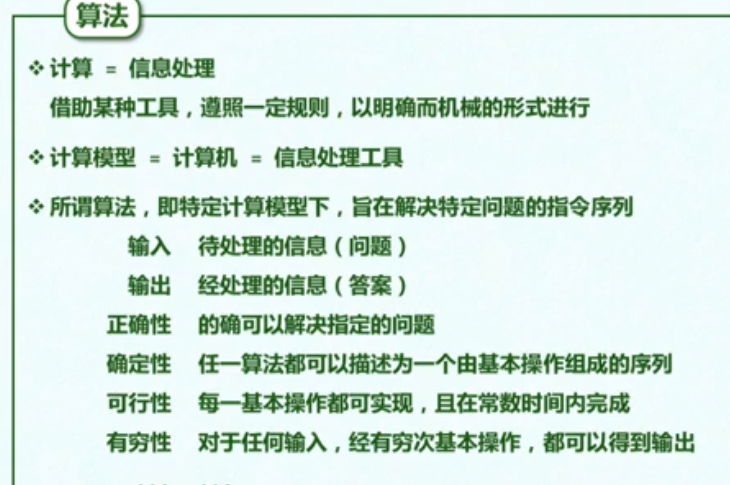 算法
❖ 计算 = 信息处理
借助某种工具，遵照一定规则，以明确而机械的形式进行
❖ 计算模型 = 计算机 = 信息处理工具
❖ 所谓算法，即特定计算模型下，旨在解决特定问题的指令序列
输入 待处理的信息（问题）
输出 经处理的信息（答案）
正确性 的确可以解决指定的问题
确定性 任一算法都可以描述为一个由基本操作组成的序列
可行性 每一基本操作都可实现，且在常数时间内完成
有穷性 对于任何输入，经有穷次基本操作，都可以得到输出